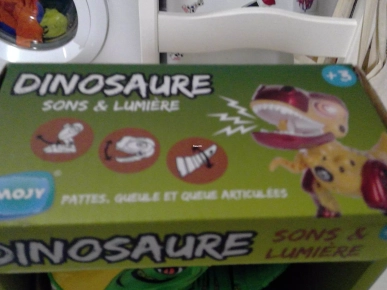 DINOSAURE
SONS & LUMIÈRE
+3
MOJY
PATTES, GUEULE ET QUEUE ARTICULÉES
DINOSAURE
SONS &
LUMIÈRE